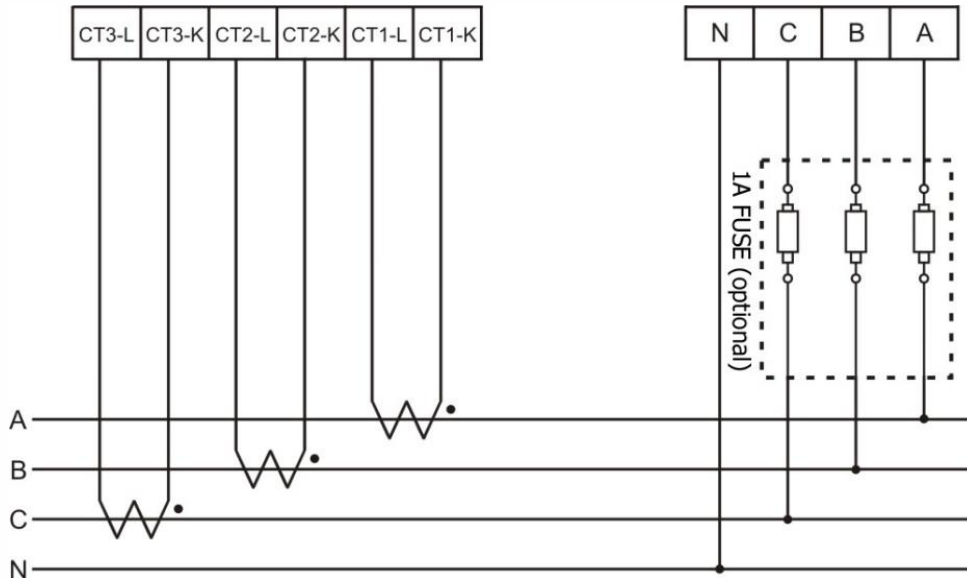 CT3-L CT3-K CT2-L CT2-K CT1-L CT1-K
N C B A
1A FUSE (optional)
A
B
C
N